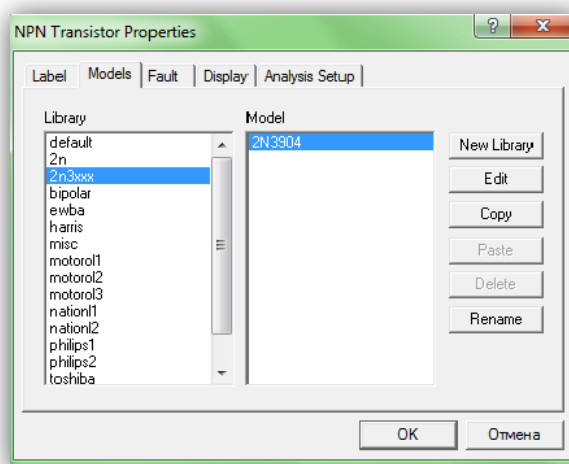 NPN Transistor Properties
Label Models Fault Display Analysis Setup
Library
Model
default
2n
2n3xxx
bipolar
ewba
harris
misc
motorol1
motorol2
motorol3
nationl1
nationl2
philips1
philips2
toshiba
2N3904
New Library
Edit
Copy
Paste
Delete
Rename
OK
Отмена